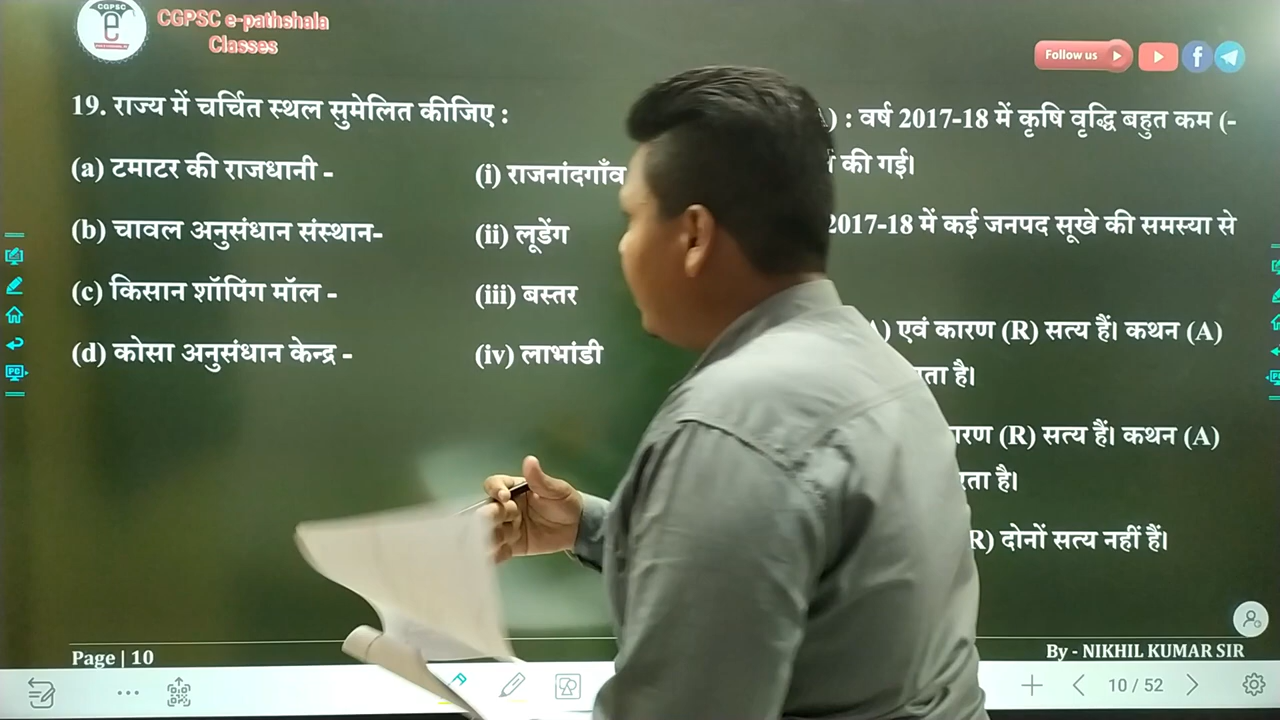 CGPSC
e
CGPSC e-pathshala
Classes
Follow us
19. राज्य में चर्चित स्थल सुमेलित कीजिए :
(a) टमाटर की राजधानी - (i) राजनांदगाँव
(b) चावल अनुसंधान संस्थान- (ii) लूडेंग
(c) किसान शॉपिंग मॉल - (iii) बस्तर
(d) कोसा अनुसंधान केन्द्र - (iv) लाभांडी
) : वर्ष 2017-18 में कृषि वृद्धि बहुत कम (-
की गई।
2017-18 में कई जनपद सूखे की समस्या से
) एवं कारण (R) सत्य हैं। कथन (A)
है।
(R) सत्य हैं। कथन (A)
है।
R) दोनों सत्य नहीं हैं।
Page | 10
By - NIKHIL KUMAR SIR
10 / 52